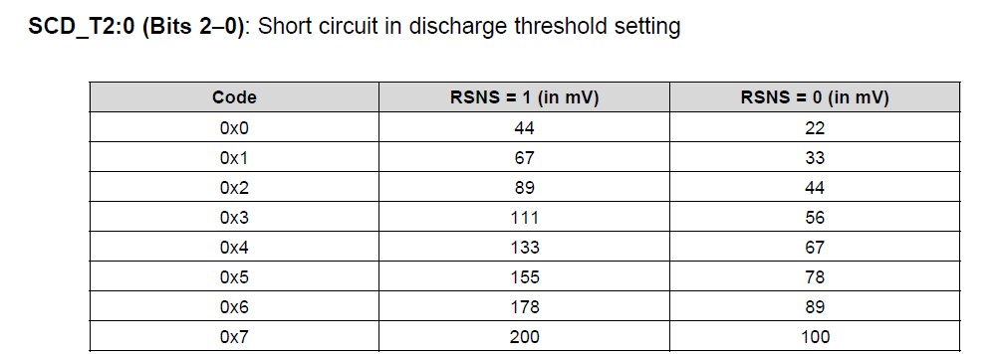 SCD_T2:0 (Bits 2–0): Short circuit in discharge threshold setting
Code RSNS = 1 (in mV) RSNS = 0 (in mV)
0x0 44 22
0x1 67 33
0x2 89 44
0x3 111 56
0x4 133 67
0x5 155 78
0x6 178 89
0x7 200 100